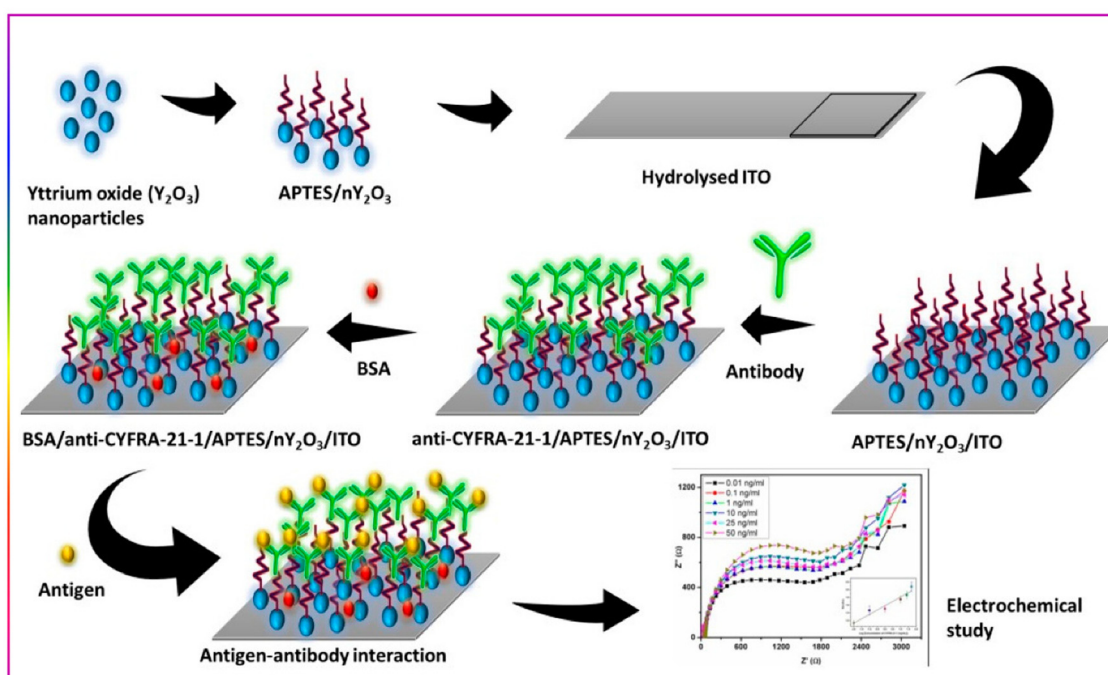 Yttrium oxide (Y₂O₃)
nanoparticles
APTES/nY₂O₃
Hydrolysed ITO
BSA
Antibody
BSA/anti-CYFRA-21-1/APTES/nY₂O₃/ITO
anti-CYFRA-21-1/APTES/nY₂O₃/ITO
APTES/nY₂O₃/ITO
Antigen
Antigen-antibody interaction
0.01 ng/ml
0.1 ng/ml
1 ng/ml
10 ng/ml
25 ng/ml
50 ng/ml
Z'' (Ω)
1200
800
400
0
0 600 1200 1800 2400 3000
Z' (Ω)
Electrochemical
study